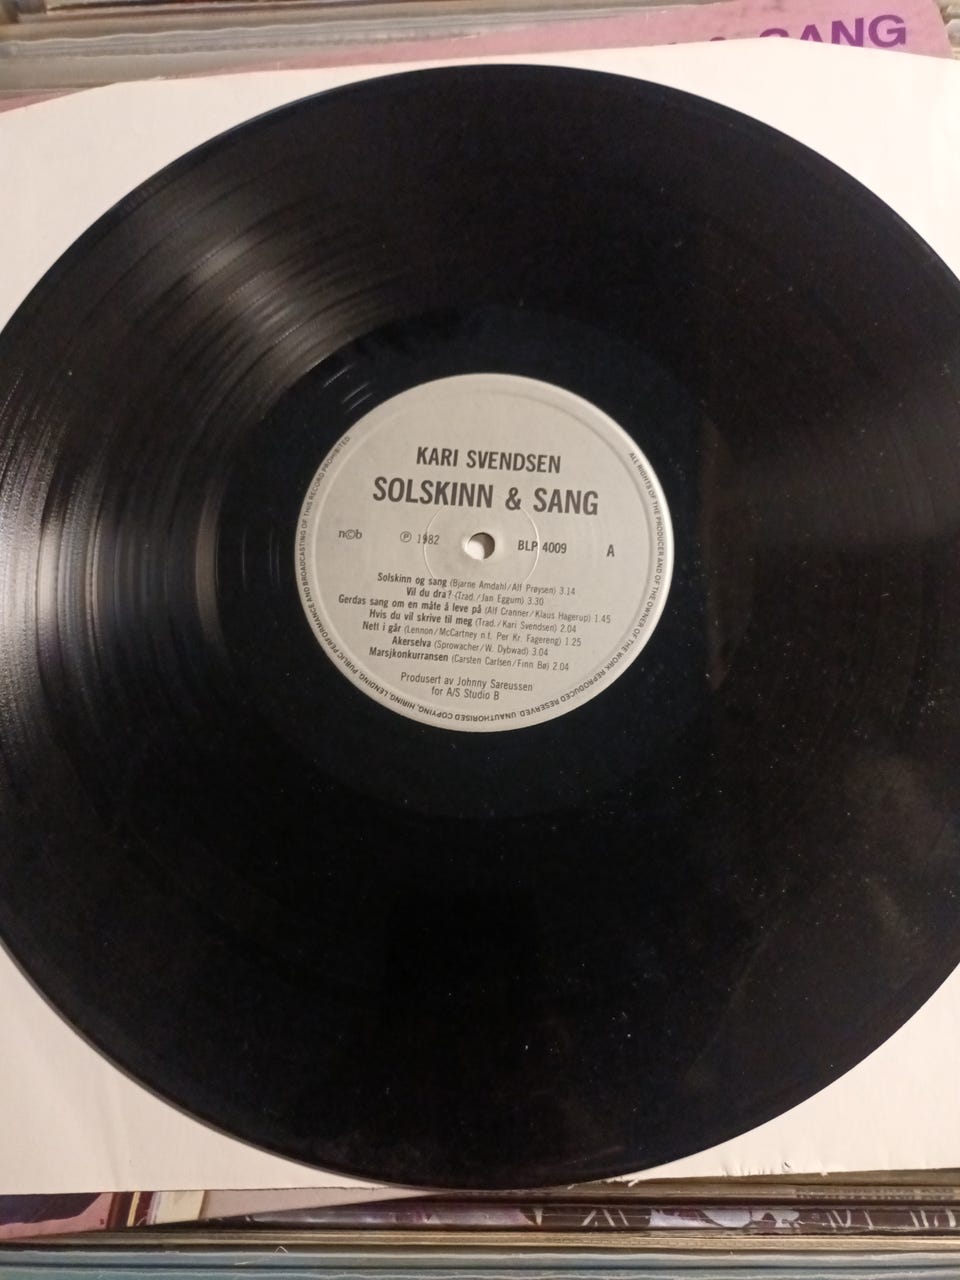 SANG
KARI SVENDSEN
SOLSKINN & SANG
n©b
℗ 1982
BLP 4009
A
Solskinn og sang (Bjarne Amdahl/Alf Prøysen) 3.14
Vil du dra? (Trad./Jan Eggum) 3.30
Gerdas sang om en måte å leve på (Alf Cranner/Klaus Hagerup) 1.45
Hvis du vil skrive til meg (Trad./Kari Svendsen) 2.04
Nett i går (Lennon/McCartney n.t. Per Kr. Fagereng) 1.25
Akerselva (Sprowacher/W. Dybwad) 3.04
Marsjkonkurransen (Carsten Carlsen/Finn Bø) 2.04
Produsert av Johnny Sareussen
for A/S Studio B
ALL RIGHTS OF THE PRODUCER AND OF THE OWNER OF THE WORK REPRODUCED RESERVED. UNAUTHORISED COPYING, HIRING, LENDING, PUBLIC PERFORMANCE AND BROADCASTING OF THIS RECORD PROHIBITED.